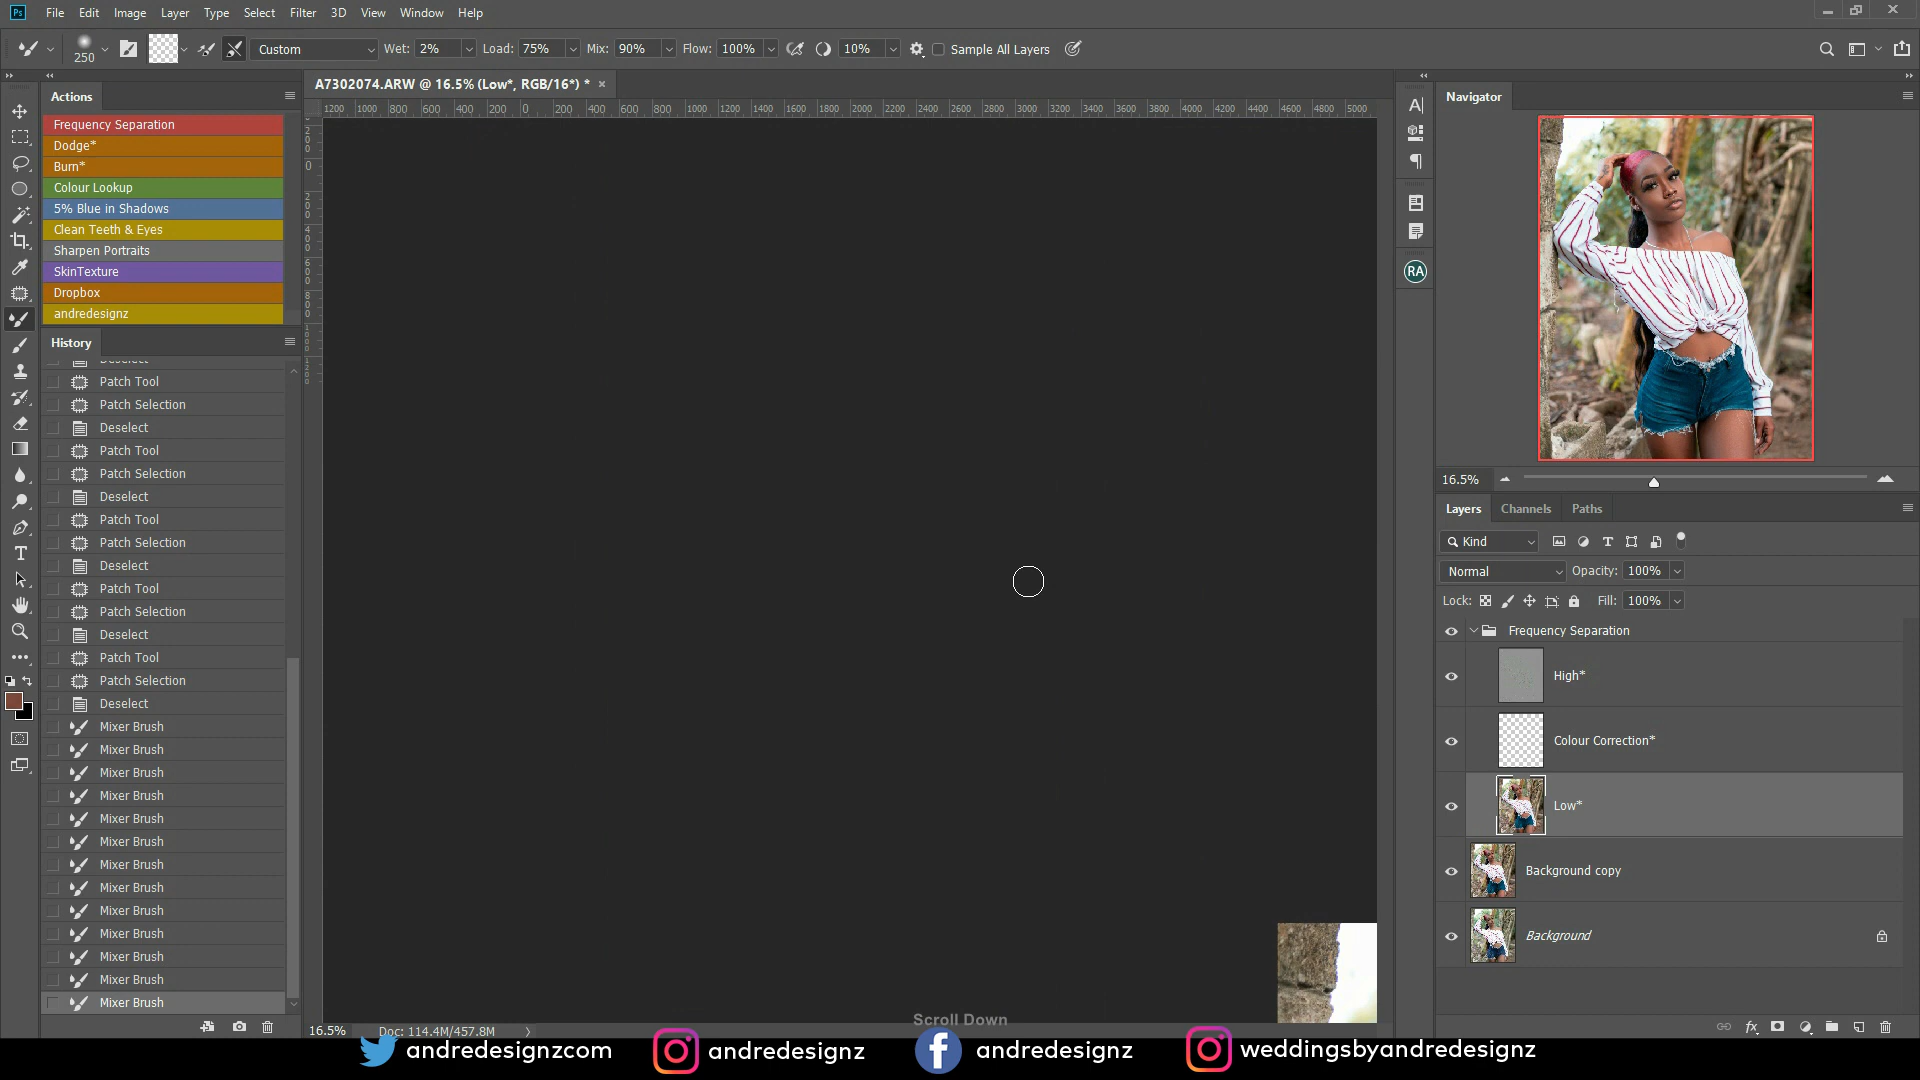 Ps File Edit Image Layer Type Select Filter 3D View Window Help
250 Custom Wet: 2% Load: 75% Mix: 90% Flow: 100% 10% Sample All Layers
Actions
Frequency Separation
Dodge*
Burn*
Colour Lookup
5% Blue in Shadows
Clean Teeth & Eyes
Sharpen Portraits
SkinTexture
Dropbox
andredesignz
History
Deselect
Patch Tool
Patch Selection
Deselect
Patch Tool
Patch Selection
Deselect
Patch Tool
Patch Selection
Deselect
Patch Tool
Patch Selection
Deselect
Patch Tool
Patch Selection
Deselect
Mixer Brush
Mixer Brush
Mixer Brush
Mixer Brush
Mixer Brush
Mixer Brush
Mixer Brush
Mixer Brush
Mixer Brush
Mixer Brush
Mixer Brush
Mixer Brush
Mixer Brush
A7302074.ARW @ 16.5% (Low*, RGB/16*) *
1200 1000 800 600 400 200 0 200 400 600 800 1000 1200 1400 1600 1800 2000 2200 2400 2600 2800 3000 3200 3400 3600 3800 4000 4200 4400 4600 4800 5000
16.5% Doc: 114.4M/457.8M
Scroll Down
RA
Navigator
16.5%
Layers Channels Paths
Kind
Normal Opacity: 100%
Lock: Fill: 100%
Frequency Separation
High*
Colour Correction*
Low*
Background copy
Background
andredesignzcom andredesignz andredesignz weddingsbyandredesignz